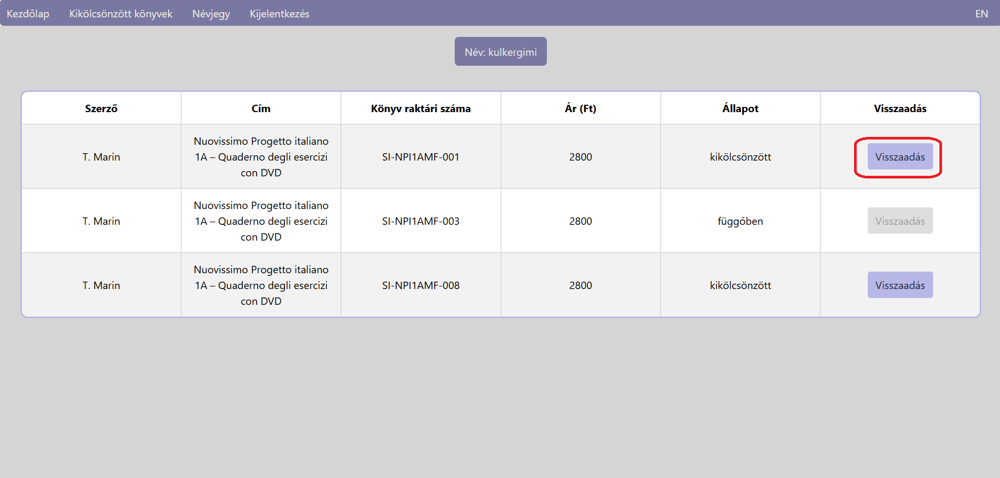 Kezdőlap Kikölcsönzött könyvek Névjegy Kijelentkezés EN
Név: kulkergimi
Szerző Cím Könyv raktári száma Ár (Ft) Állapot Visszaadás
Nuovissimo Progetto italiano
T. Marin 1A – Quaderno degli esercizi SI-NPI1AMF-001 2800 kikölcsönzött Visszaadás
con DVD
Nuovissimo Progetto italiano
T. Marin 1A – Quaderno degli esercizi SI-NPI1AMF-003 2800 függőben Visszaadás
con DVD
Nuovissimo Progetto italiano
T. Marin 1A – Quaderno degli esercizi SI-NPI1AMF-008 2800 kikölcsönzött Visszaadás
con DVD